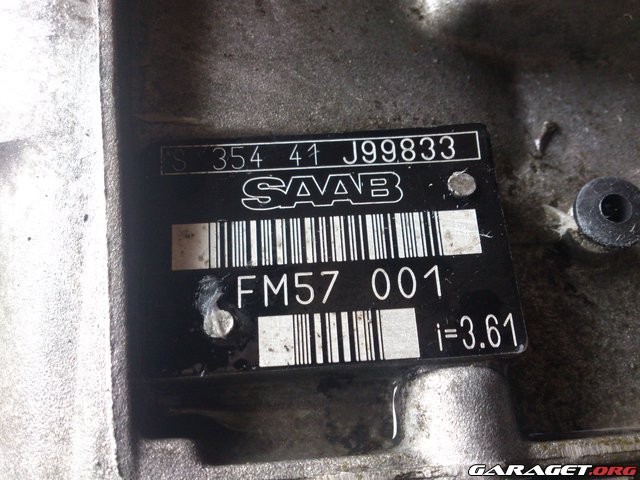 S 354 41 J99833
SAAB
FM57 001
i=3.61
GARAGET.ORG